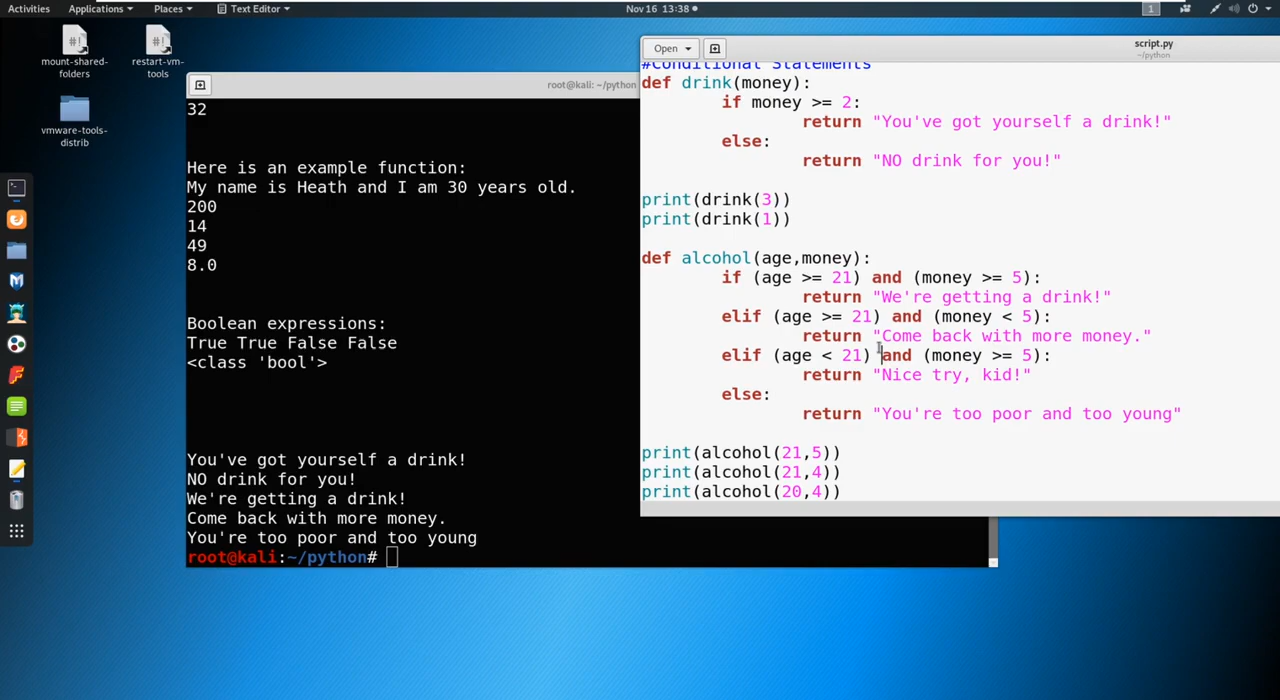 Activities Applications Places Text Editor Nov 16 13:38 1
mount-shared-folders
restart-vm-tools
vmware-tools-distrib
root@kali: ~/python
32
Here is an example function:
My name is Heath and I am 30 years old.
200
14
49
8.0
Boolean expressions:
True True False False
<class 'bool'>
You've got yourself a drink!
NO drink for you!
We're getting a drink!
Come back with more money.
You're too poor and too young
root@kali:~/python#
Open script.py
~/python
#Conditional Statements
def drink(money):
if money >= 2:
return "You've got yourself a drink!"
else:
return "NO drink for you!"
print(drink(3))
print(drink(1))
def alcohol(age,money):
if (age >= 21) and (money >= 5):
return "We're getting a drink!"
elif (age >= 21) and (money < 5):
return "Come back with more money."
elif (age < 21) and (money >= 5):
return "Nice try, kid!"
else:
return "You're too poor and too young"
print(alcohol(21,5))
print(alcohol(21,4))
print(alcohol(20,4))